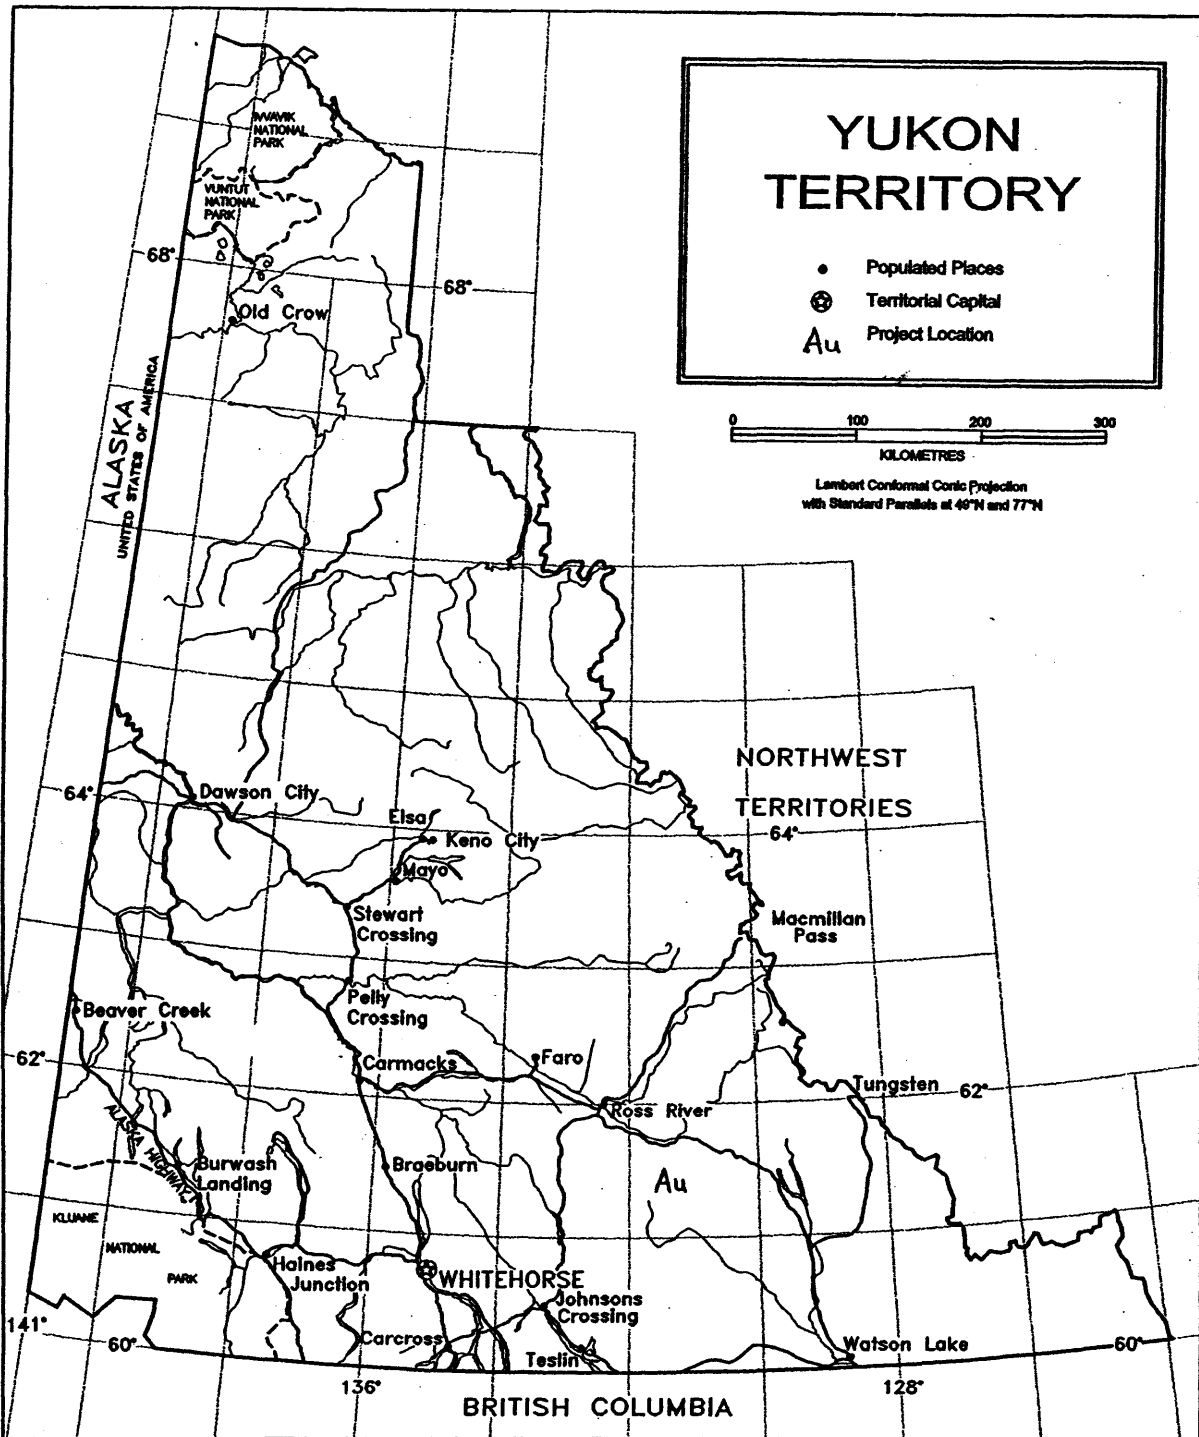 YUKON
TERRITORY
Populated Places
Territorial Capital
Au Project Location
0 100 200 300
KILOMETRES
Lambert Conformal Conic Projection
with Standard Parallels at 49°N and 77°N
IVVAVIK
NATIONAL
PARK
VUNTUT
NATIONAL
PARK
68°
68°
Old Crow
ALASKA
UNITED STATES OF AMERICA
NORTHWEST
TERRITORIES
64°
Dawson City
64°
Elsa
Keno City
Mayo
Stewart
Crossing
Macmillan
Pass
Pelly
Crossing
Beaver Creek
62°
Carmacks
Faro
Ross River
Tungsten
62°
ALASKA HIGHWAY
Burwash
Landing
Braeburn
Au
KLUANE
NATIONAL
PARK
Haines
Junction
WHITEHORSE
Johnsons
Crossing
141°
60°
Carcross
Teslin
Watson Lake
60°
136°
128°
BRITISH COLUMBIA